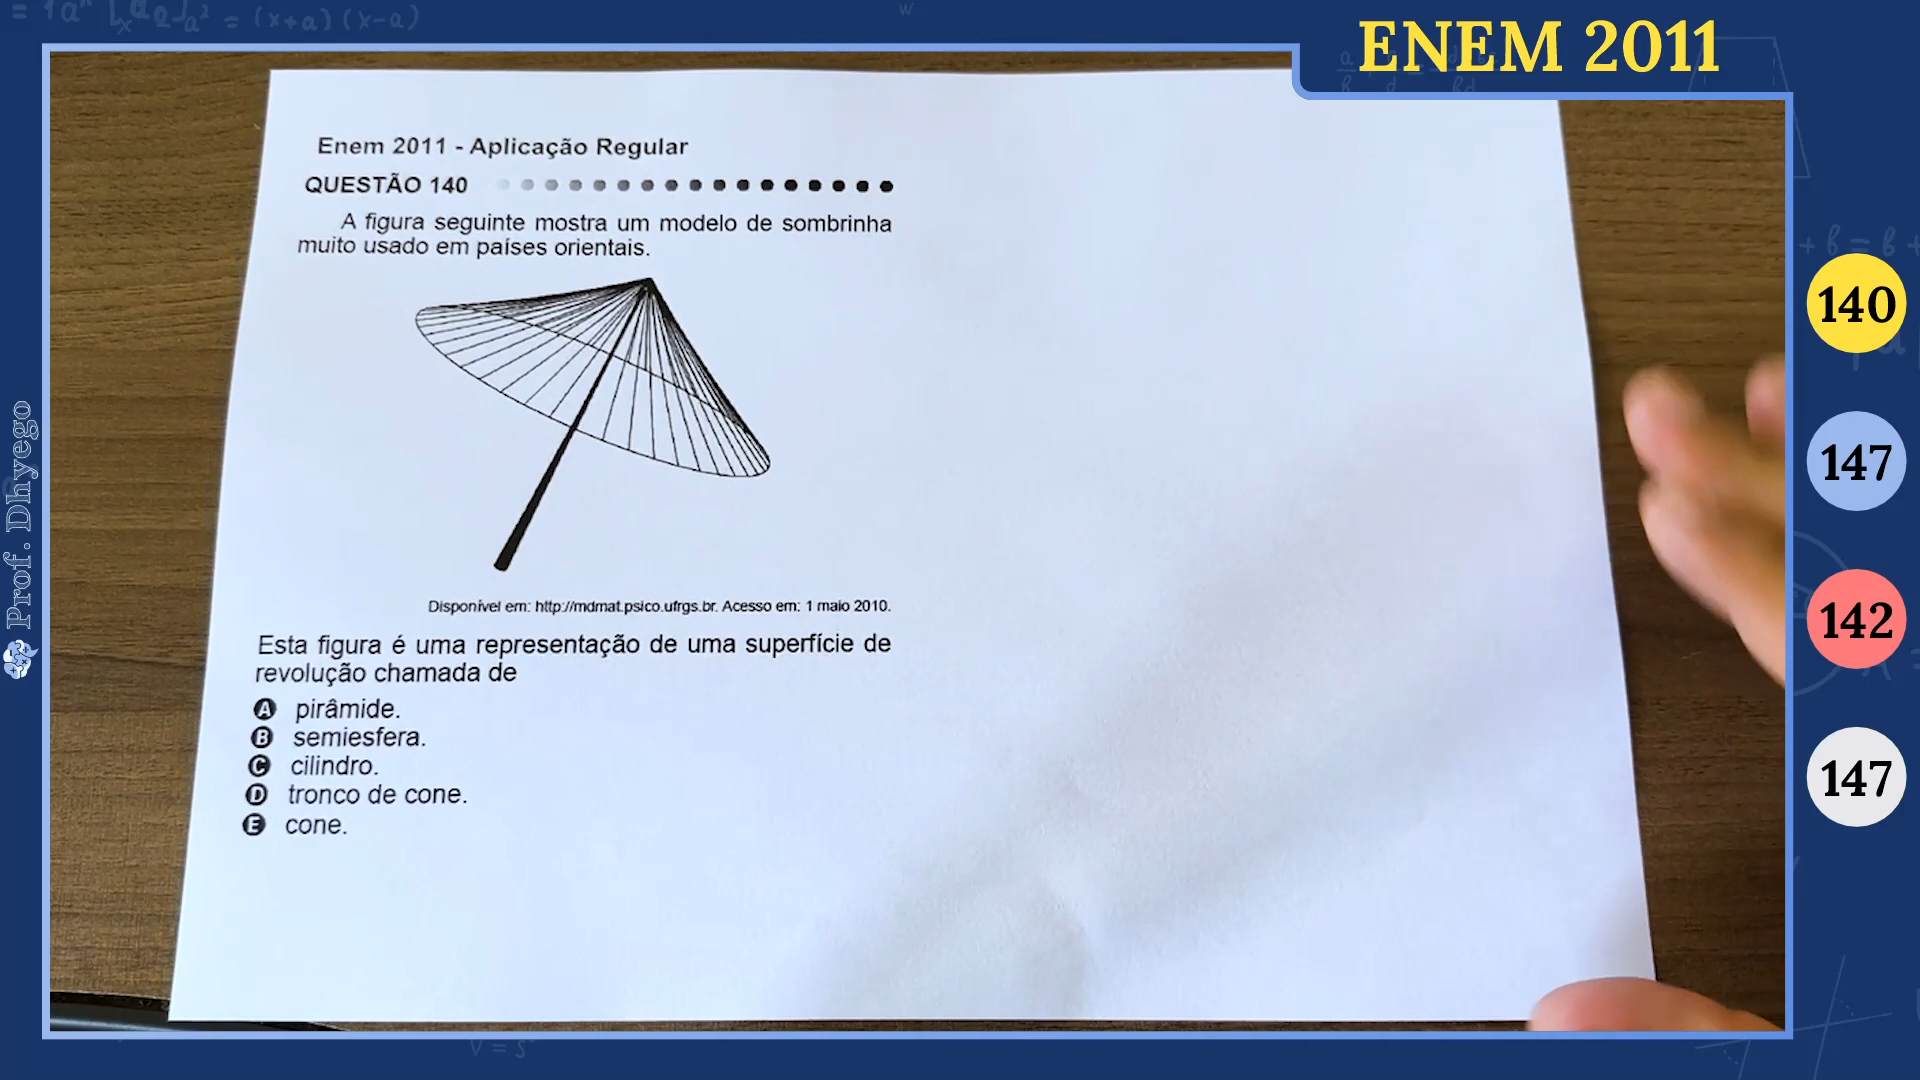 ENEM 2011
Enem 2011 - Aplicação Regular
QUESTÃO 140
A figura seguinte mostra um modelo de sombrinha
muito usado em países orientais.
Disponível em: http://mdmat.psico.ufrgs.br. Acesso em: 1 maio 2010.
Esta figura é uma representação de uma superfície de
revolução chamada de
A pirâmide.
B semiesfera.
C cilindro.
D tronco de cone.
E cone.
140
147
142
147
Prof. Dhyego
= (x+a) (x-a)